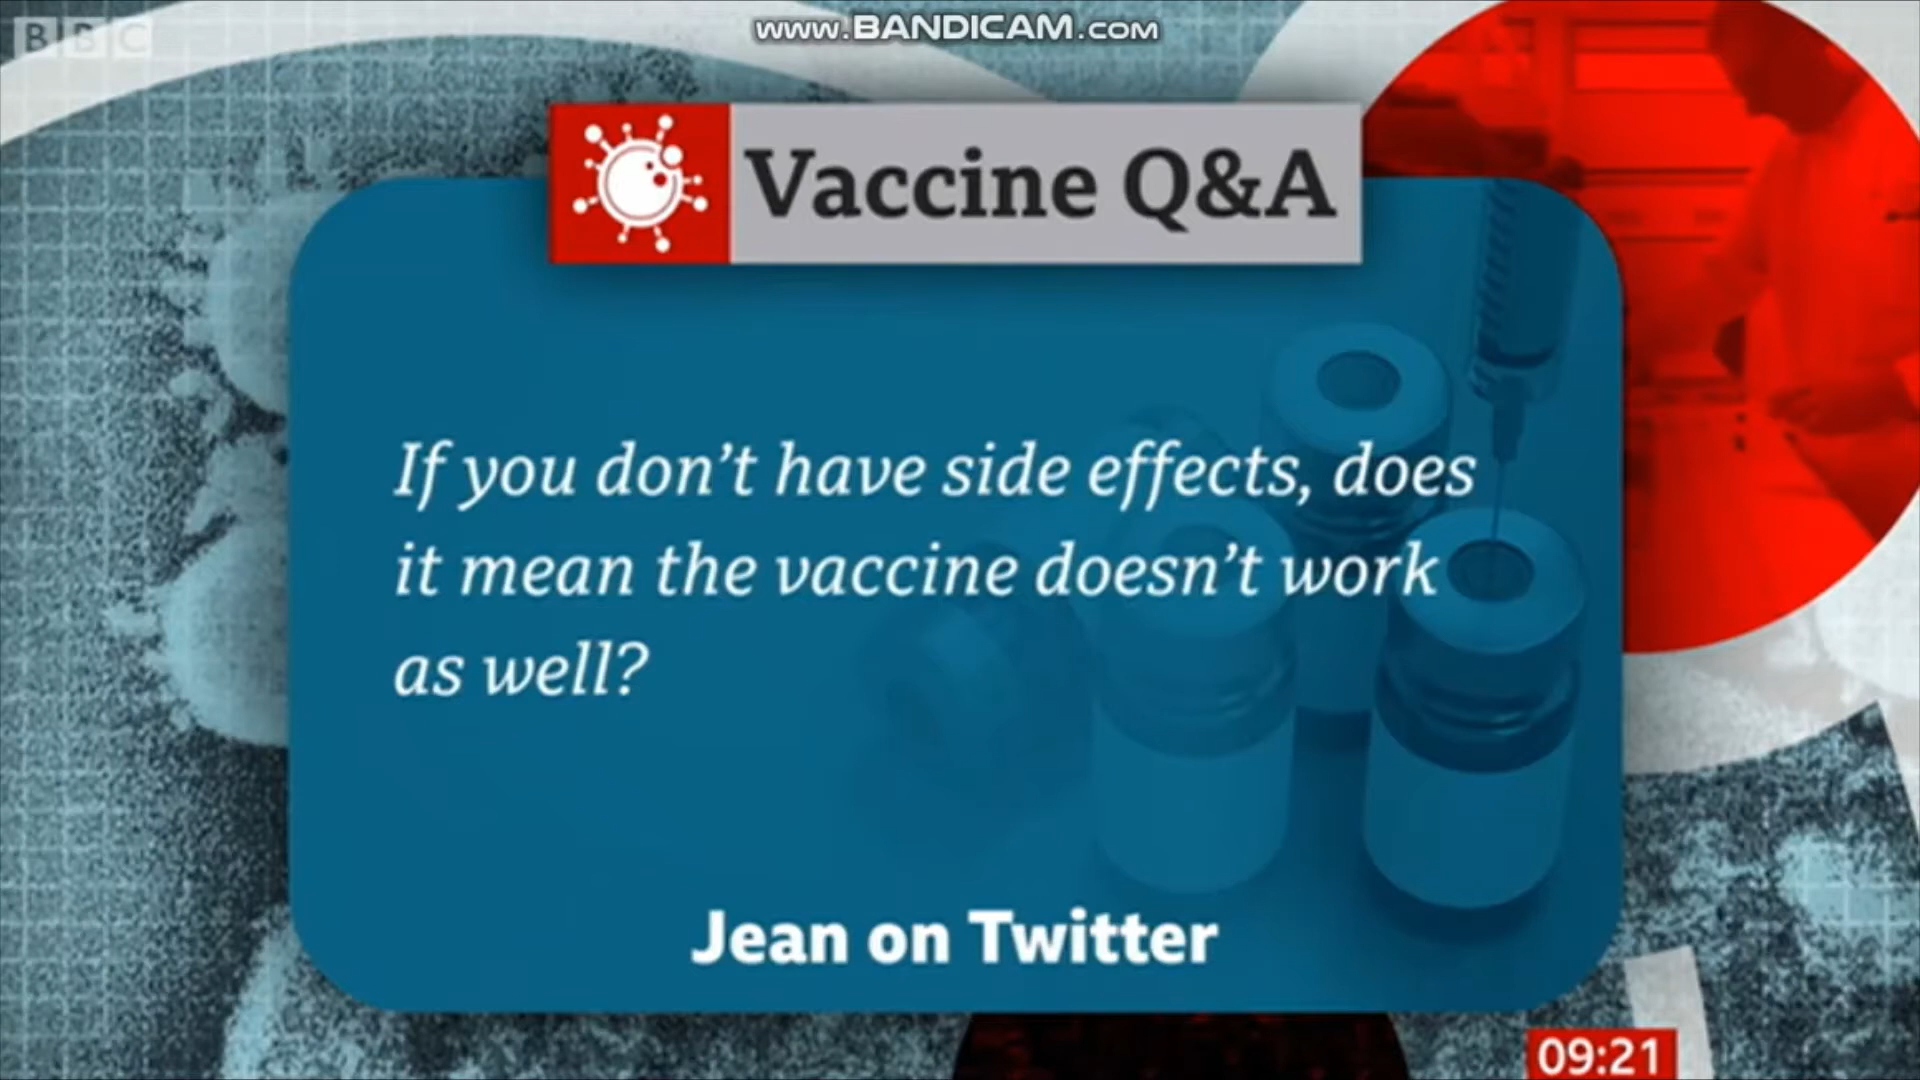 BBC
www.BANDICAM.com
Vaccine Q&A
If you don't have side effects, does
it mean the vaccine doesn't work
as well?
Jean on Twitter
09:21